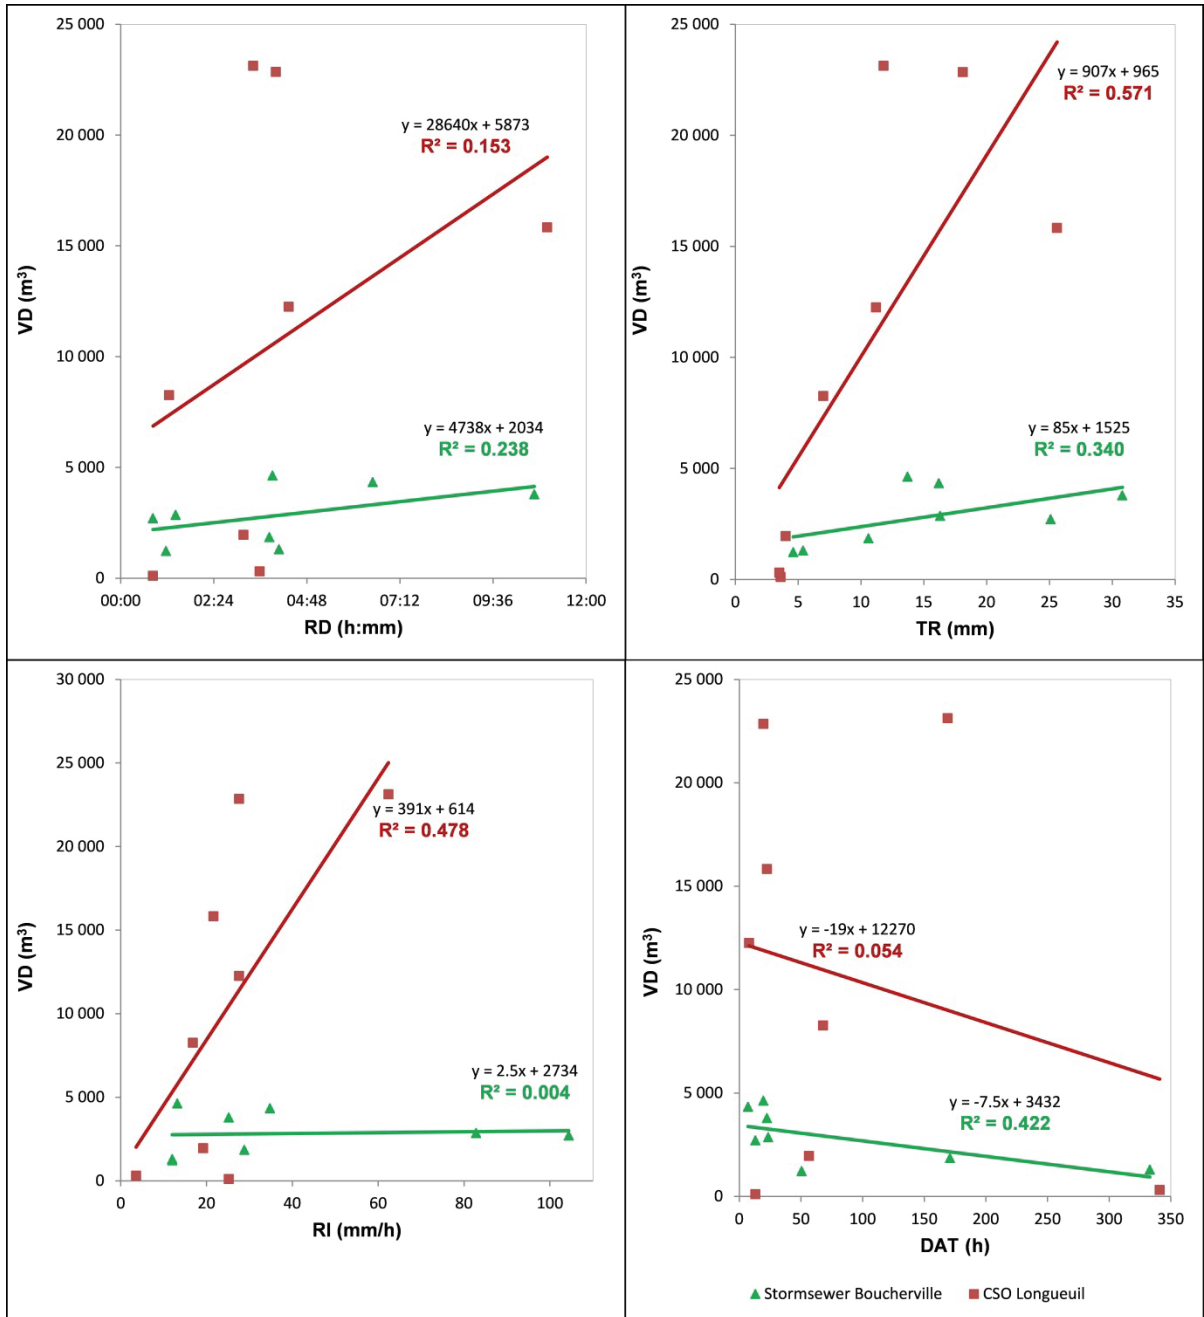 25 000
20 000
15 000
10 000
5 000
0
VD (m³)
y = 28640x + 5873
R² = 0.153
y = 4738x + 2034
R² = 0.238
00:00 02:24 04:48 07:12 09:36 12:00
RD (h:mm)
25 000
20 000
15 000
10 000
5 000
0
VD (m³)
y = 907x + 965
R² = 0.571
y = 85x + 1525
R² = 0.340
0 5 10 15 20 25 30 35
TR (mm)
30 000
25 000
20 000
15 000
10 000
5 000
0
VD (m³)
y = 391x + 614
R² = 0.478
y = 2.5x + 2734
R² = 0.004
0 20 40 60 80 100
RI (mm/h)
25 000
20 000
15 000
10 000
5 000
0
VD (m³)
y = -19x + 12270
R² = 0.054
y = -7.5x + 3432
R² = 0.422
0 50 100 150 200 250 300 350
DAT (h)
Stormsewer Boucherville CSO Longueuil